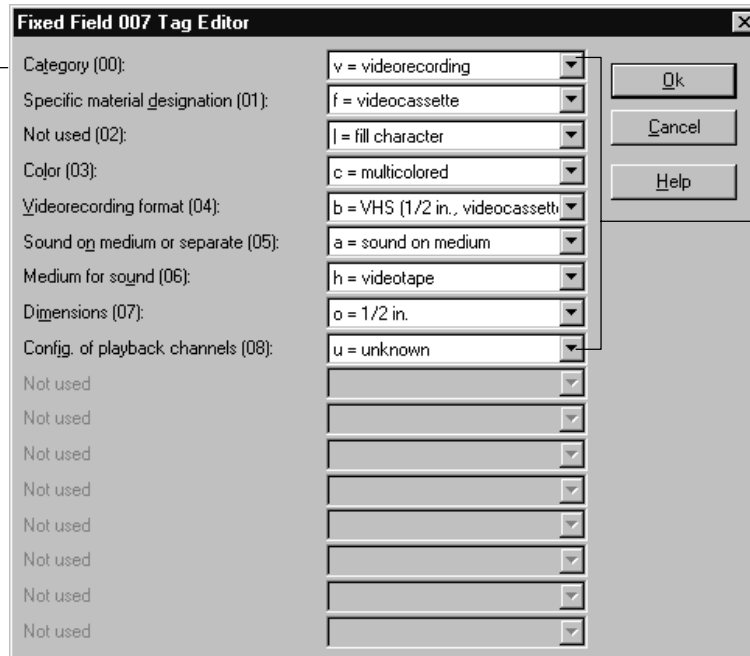 Fixed Field 007 Tag Editor
Category (00): v = videorecording
Ok
Specific material designation (01): f = videocassette
Not used (02): | = fill character
Cancel
Color (03): c = multicolored
Help
Videorecording format (04): b = VHS (1/2 in., videocassett
Sound on medium or separate (05): a = sound on medium
Medium for sound (06): h = videotape
Dimensions (07): o = 1/2 in.
Config. of playback channels (08): u = unknown
Not used
Not used
Not used
Not used
Not used
Not used
Not used
Not used